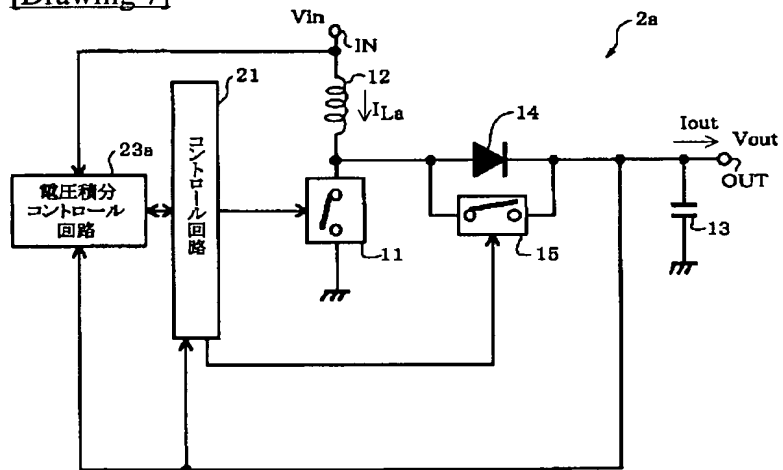 [Drawing 7]
Vin
IN
2a
12
ILa
21
コントロール回路
14
Iout
Vout
OUT
23a
電圧積分
コントロール
回路
11
15
13